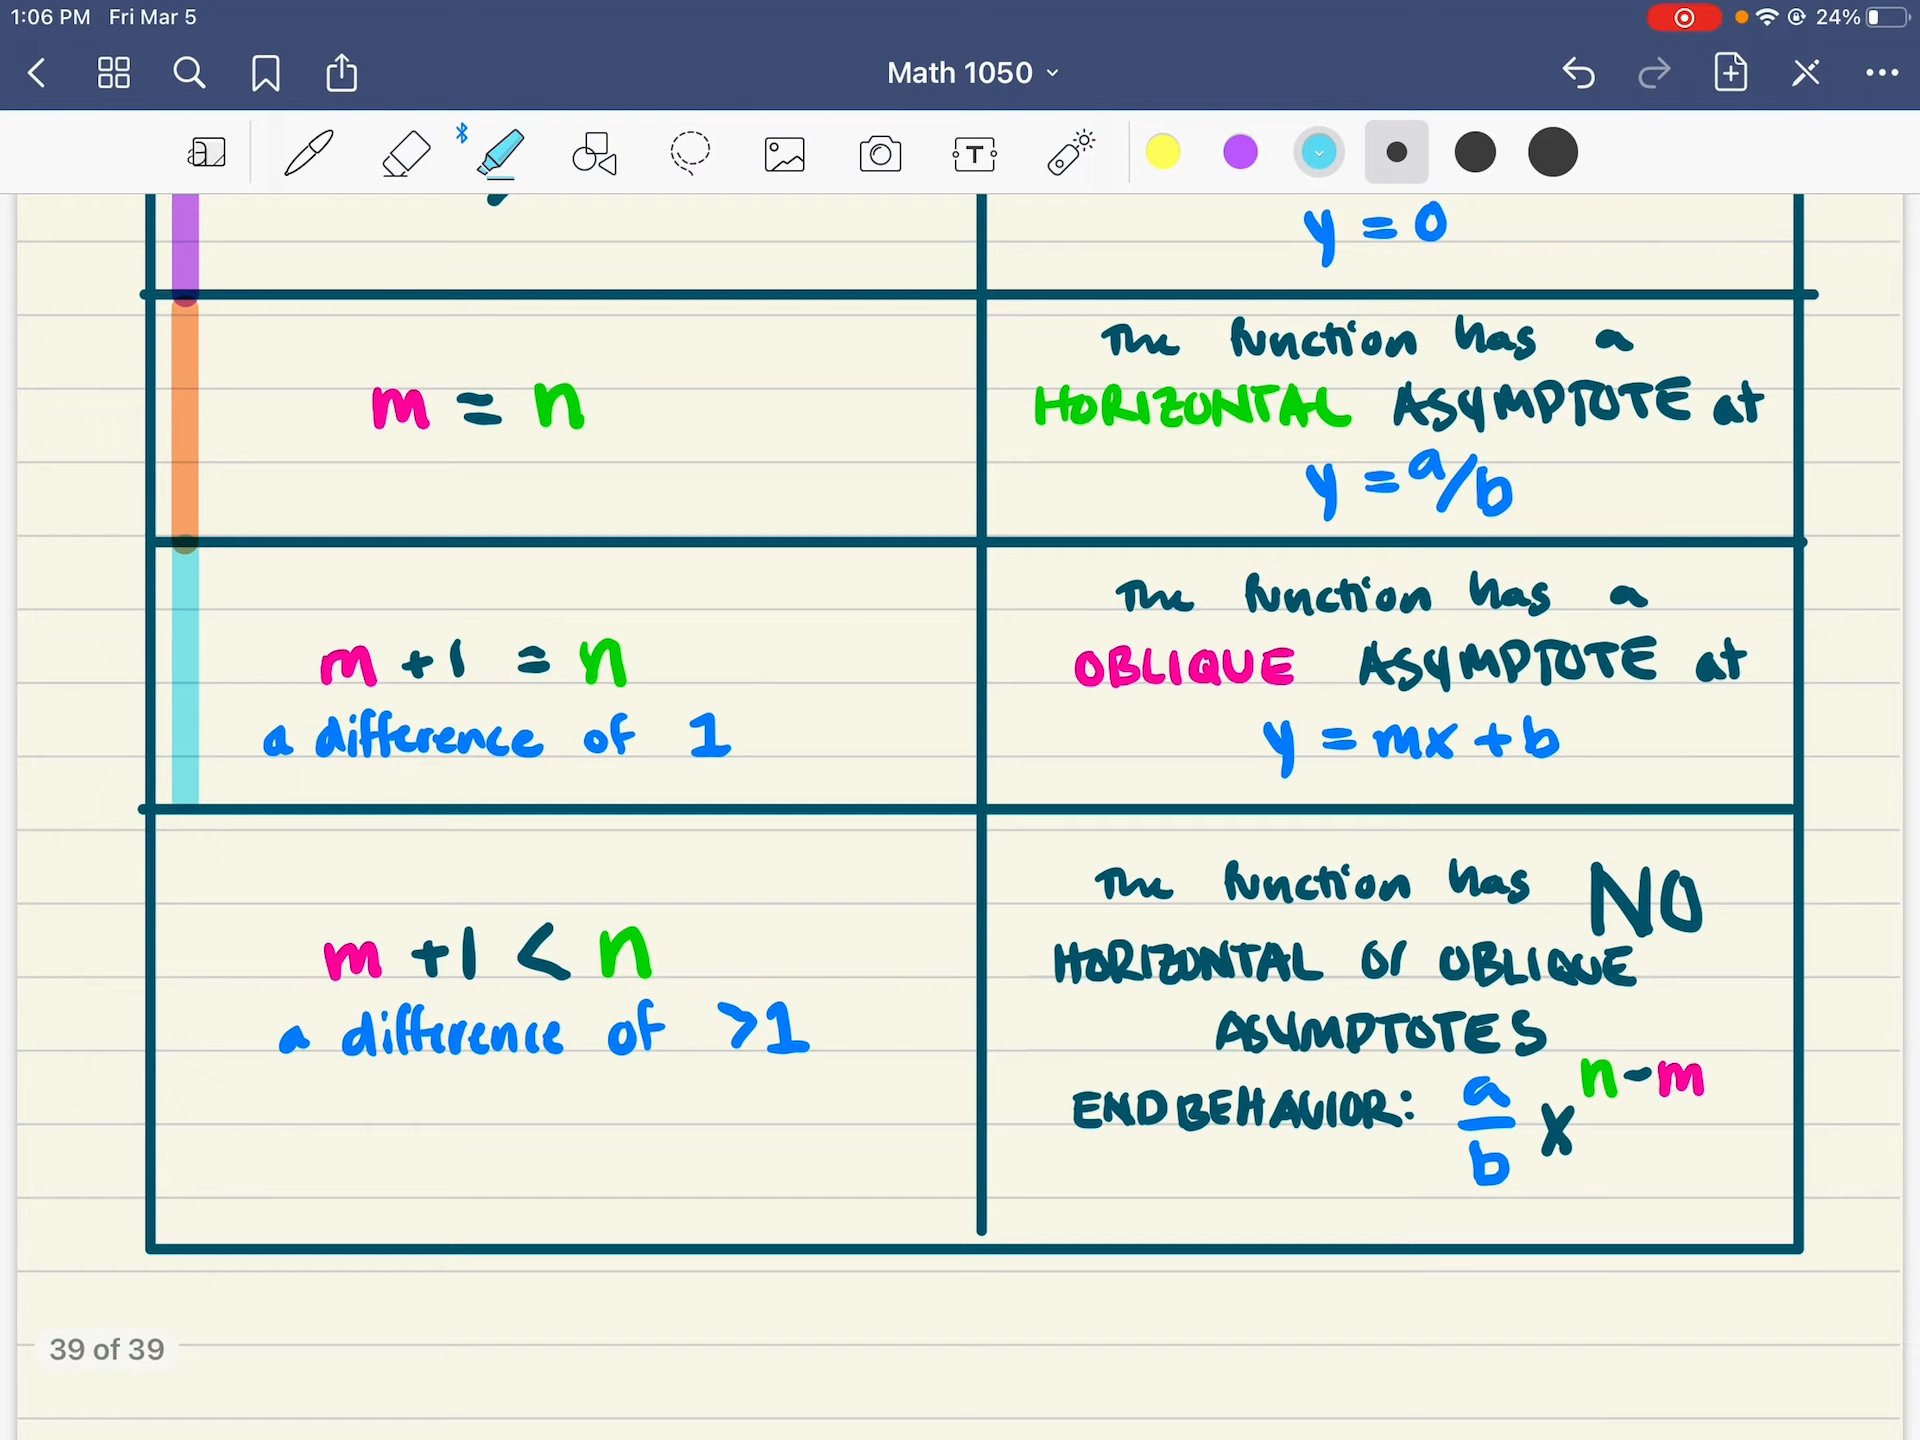 1:06 PM Fri Mar 5
24%
Math 1050
y = 0
m = n
The function has a
HORIZONTAL ASYMPTOTE at
y = a/b
m + 1 = n
a difference of 1
The function has a
OBLIQUE ASYMPTOTE at
y = mx + b
m + 1 < n
a difference of >1
The function has NO
HORIZONTAL or OBLIQUE
ASYMPTOTES
END BEHAVIOR: a/b x^(n-m)
39 of 39